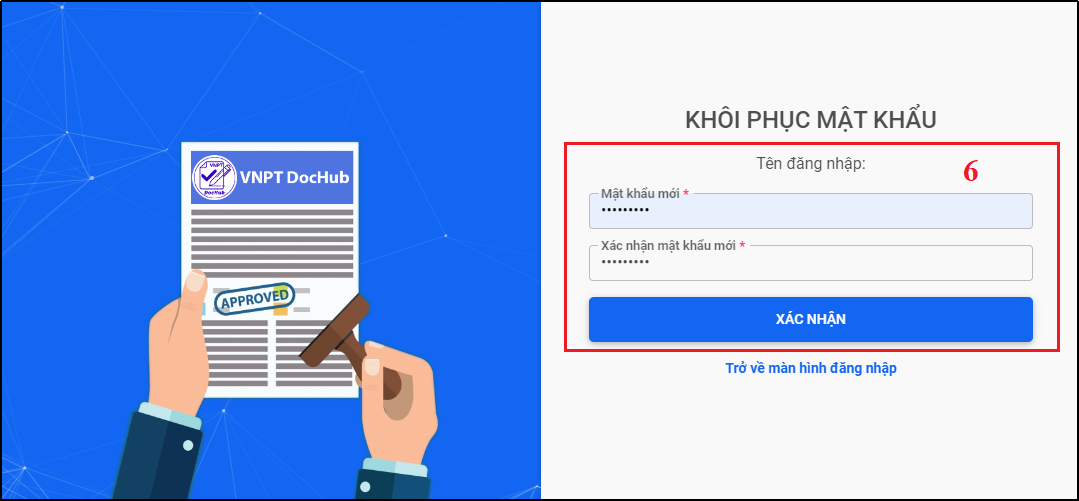 VNPT
DocHub
VNPT DocHub
APPROVED
KHÔI PHỤC MẬT KHẨU
Tên đăng nhập:
6
Mật khẩu mới *
•••••••••
Xác nhận mật khẩu mới *
•••••••••
XÁC NHẬN
Trở về màn hình đăng nhập